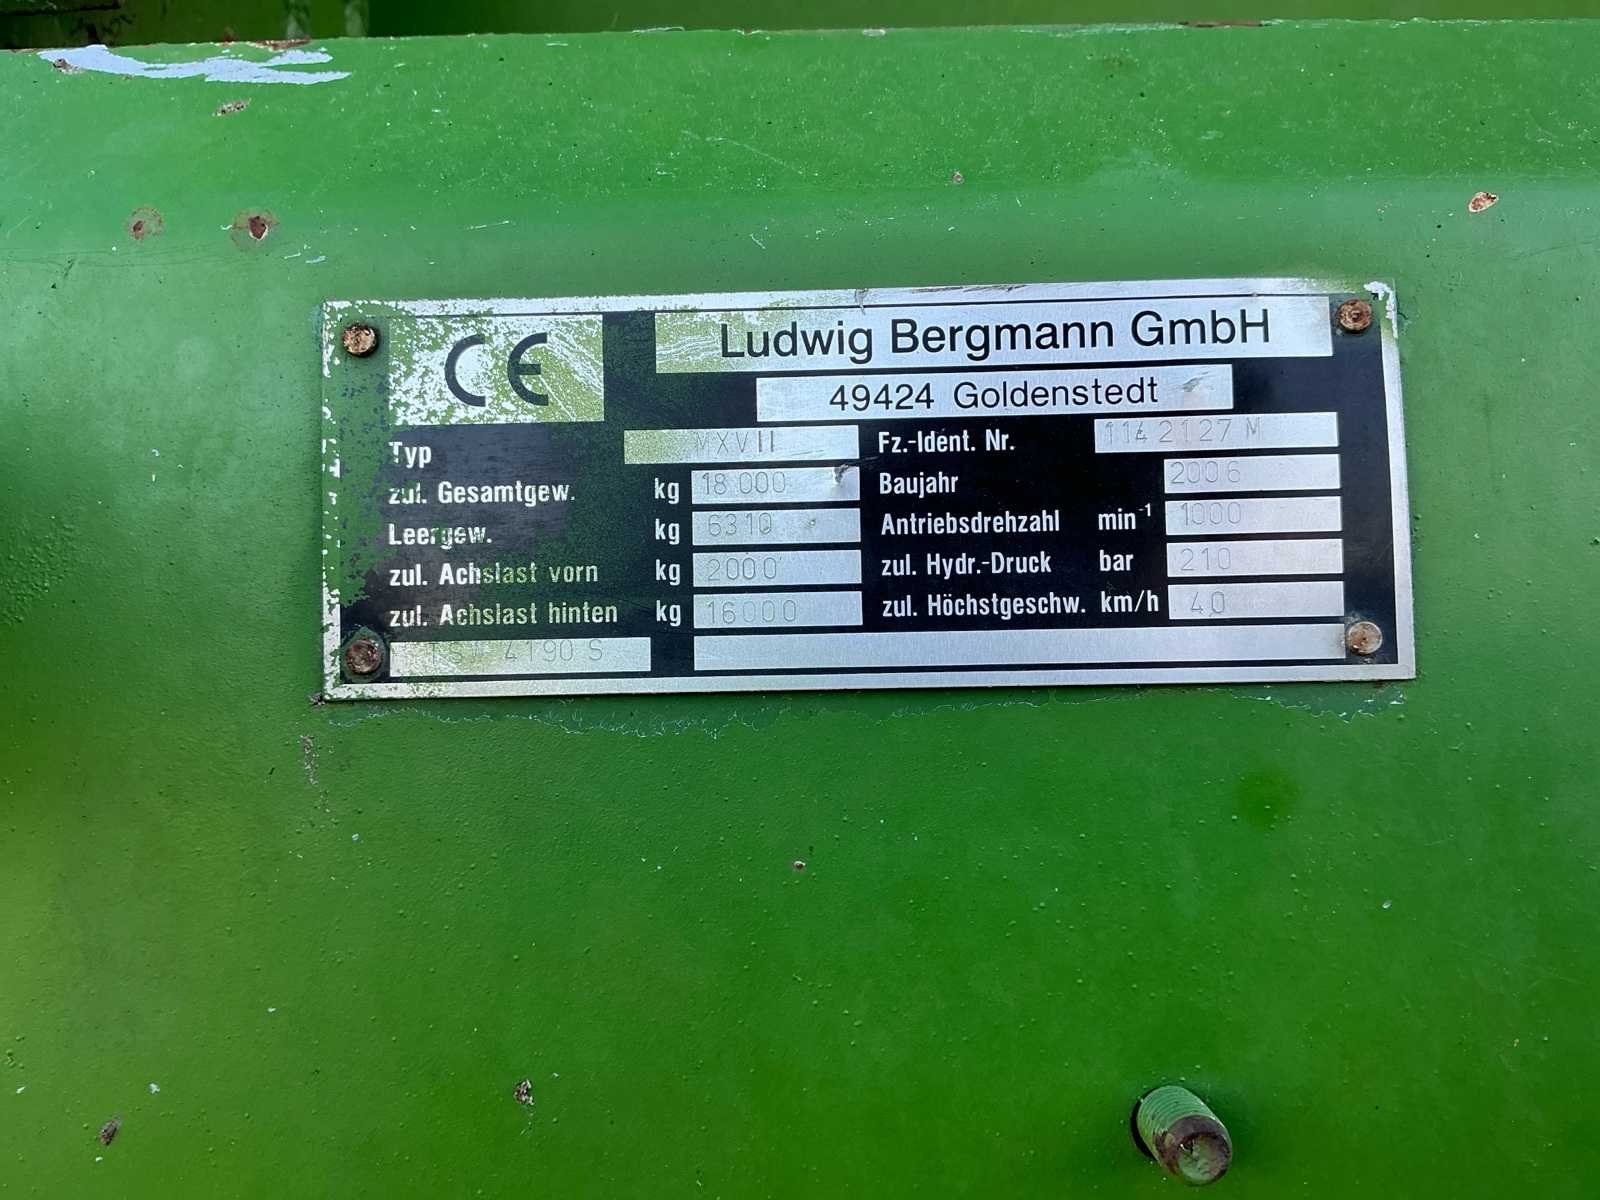 CE Ludwig Bergmann GmbH
49424 Goldenstedt
Typ MXVII Fz.-Ident. Nr. 1142127 M
zul. Gesamtgew. kg 18 000 Baujahr 2006
Leergew. kg 6310 Antriebsdrehzahl min-1 1000
zul. Achslast vorn kg 2000 zul. Hydr.-Druck bar 210
zul. Achslast hinten kg 16000 zul. Höchstgeschw. km/h 40
4190 S